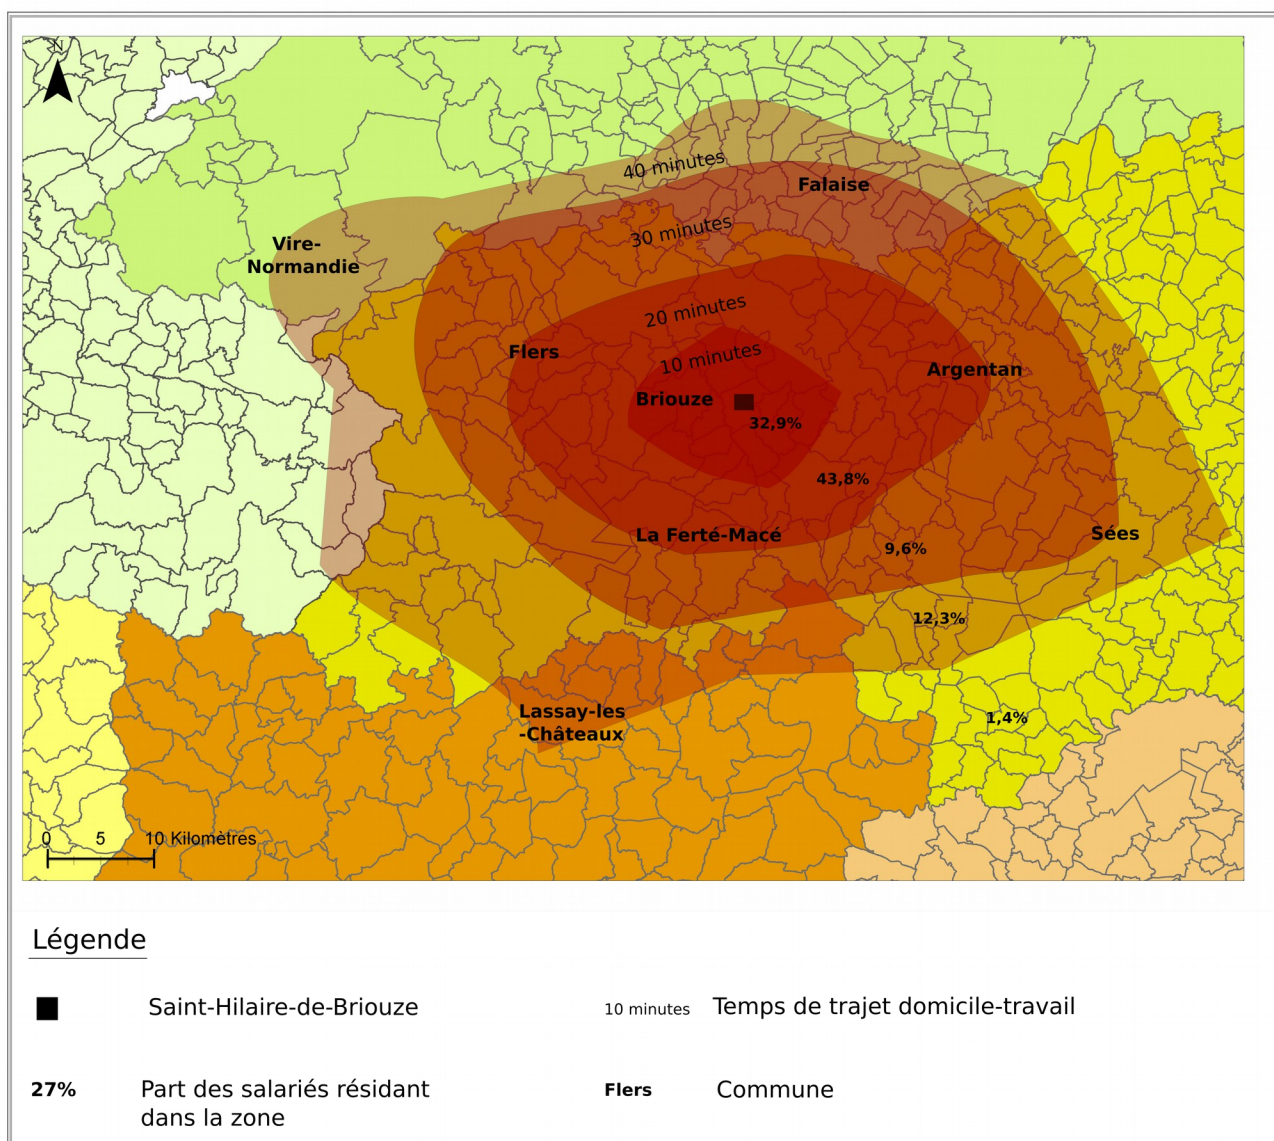 N
40 minutes
Falaise
30 minutes
Vire-
Normandie
20 minutes
Flers
10 minutes
Argentan
Briouze
32,9%
43,8%
La Ferté-Macé
Sées
9,6%
12,3%
Lassay-les
-Châteaux
1,4%
0 5 10 Kilomètres
Légende
Saint-Hilaire-de-Briouze
10 minutes Temps de trajet domicile-travail
27% Part des salariés résidant
dans la zone
Flers Commune